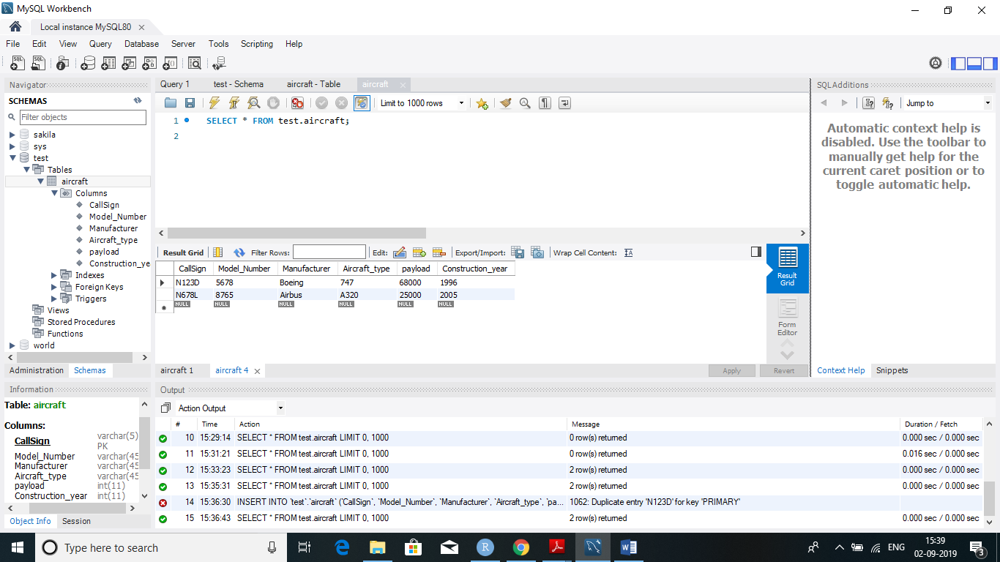 MySQL Workbench
Local instance MySQL80
File Edit View Query Database Server Tools Scripting Help
Navigator
SCHEMAS
Filter objects
sakila
sys
test
Tables
aircraft
Columns
CallSign
Model_Number
Manufacturer
Aircraft_type
payload
Construction_ye
Indexes
Foreign Keys
Triggers
Views
Stored Procedures
Functions
world
Administration Schemas
Information
Table: aircraft
Columns:
CallSign varchar(5) PK
Model_Number varchar(45
Manufacturer varchar(45
Aircraft_type varchar(45
payload int(11)
Construction_year int(11)
Object Info Session
Query 1 test - Schema aircraft - Table aircraft
Limit to 1000 rows
1 SELECT * FROM test.aircraft;
2
Result Grid Filter Rows: Edit: Export/Import: Wrap Cell Content:
CallSign Model_Number Manufacturer Aircraft_type payload Construction_year
N123D 5678 Boeing 747 68000 1996
N678L 8765 Airbus A320 25000 2005
NULL NULL NULL NULL NULL NULL
Result Grid
Form Editor
aircraft 1 aircraft 4 Apply Revert
SQLAdditions
Jump to
Automatic context help is
disabled. Use the toolbar to
manually get help for the
current caret position or to
toggle automatic help.
Context Help Snippets
Output
Action Output
# Time Action Message Duration / Fetch
10 15:29:14 SELECT * FROM test.aircraft LIMIT 0, 1000 0 row(s) returned 0.000 sec / 0.000 sec
11 15:31:21 SELECT * FROM test.aircraft LIMIT 0, 1000 0 row(s) returned 0.016 sec / 0.000 sec
12 15:33:23 SELECT * FROM test.aircraft LIMIT 0, 1000 2 row(s) returned 0.000 sec / 0.000 sec
13 15:35:31 SELECT * FROM test.aircraft LIMIT 0, 1000 2 row(s) returned 0.000 sec / 0.000 sec
14 15:36:30 INSERT INTO `test`.`aircraft` (`CallSign`, `Model_Number`, `Manufacturer`, `Aircraft_type`, `pa... 1062: Duplicate entry 'N123D' for key 'PRIMARY'
15 15:36:43 SELECT * FROM test.aircraft LIMIT 0, 1000 2 row(s) returned 0.000 sec / 0.000 sec
Type here to search
ENG
15:39
02-09-2019
3